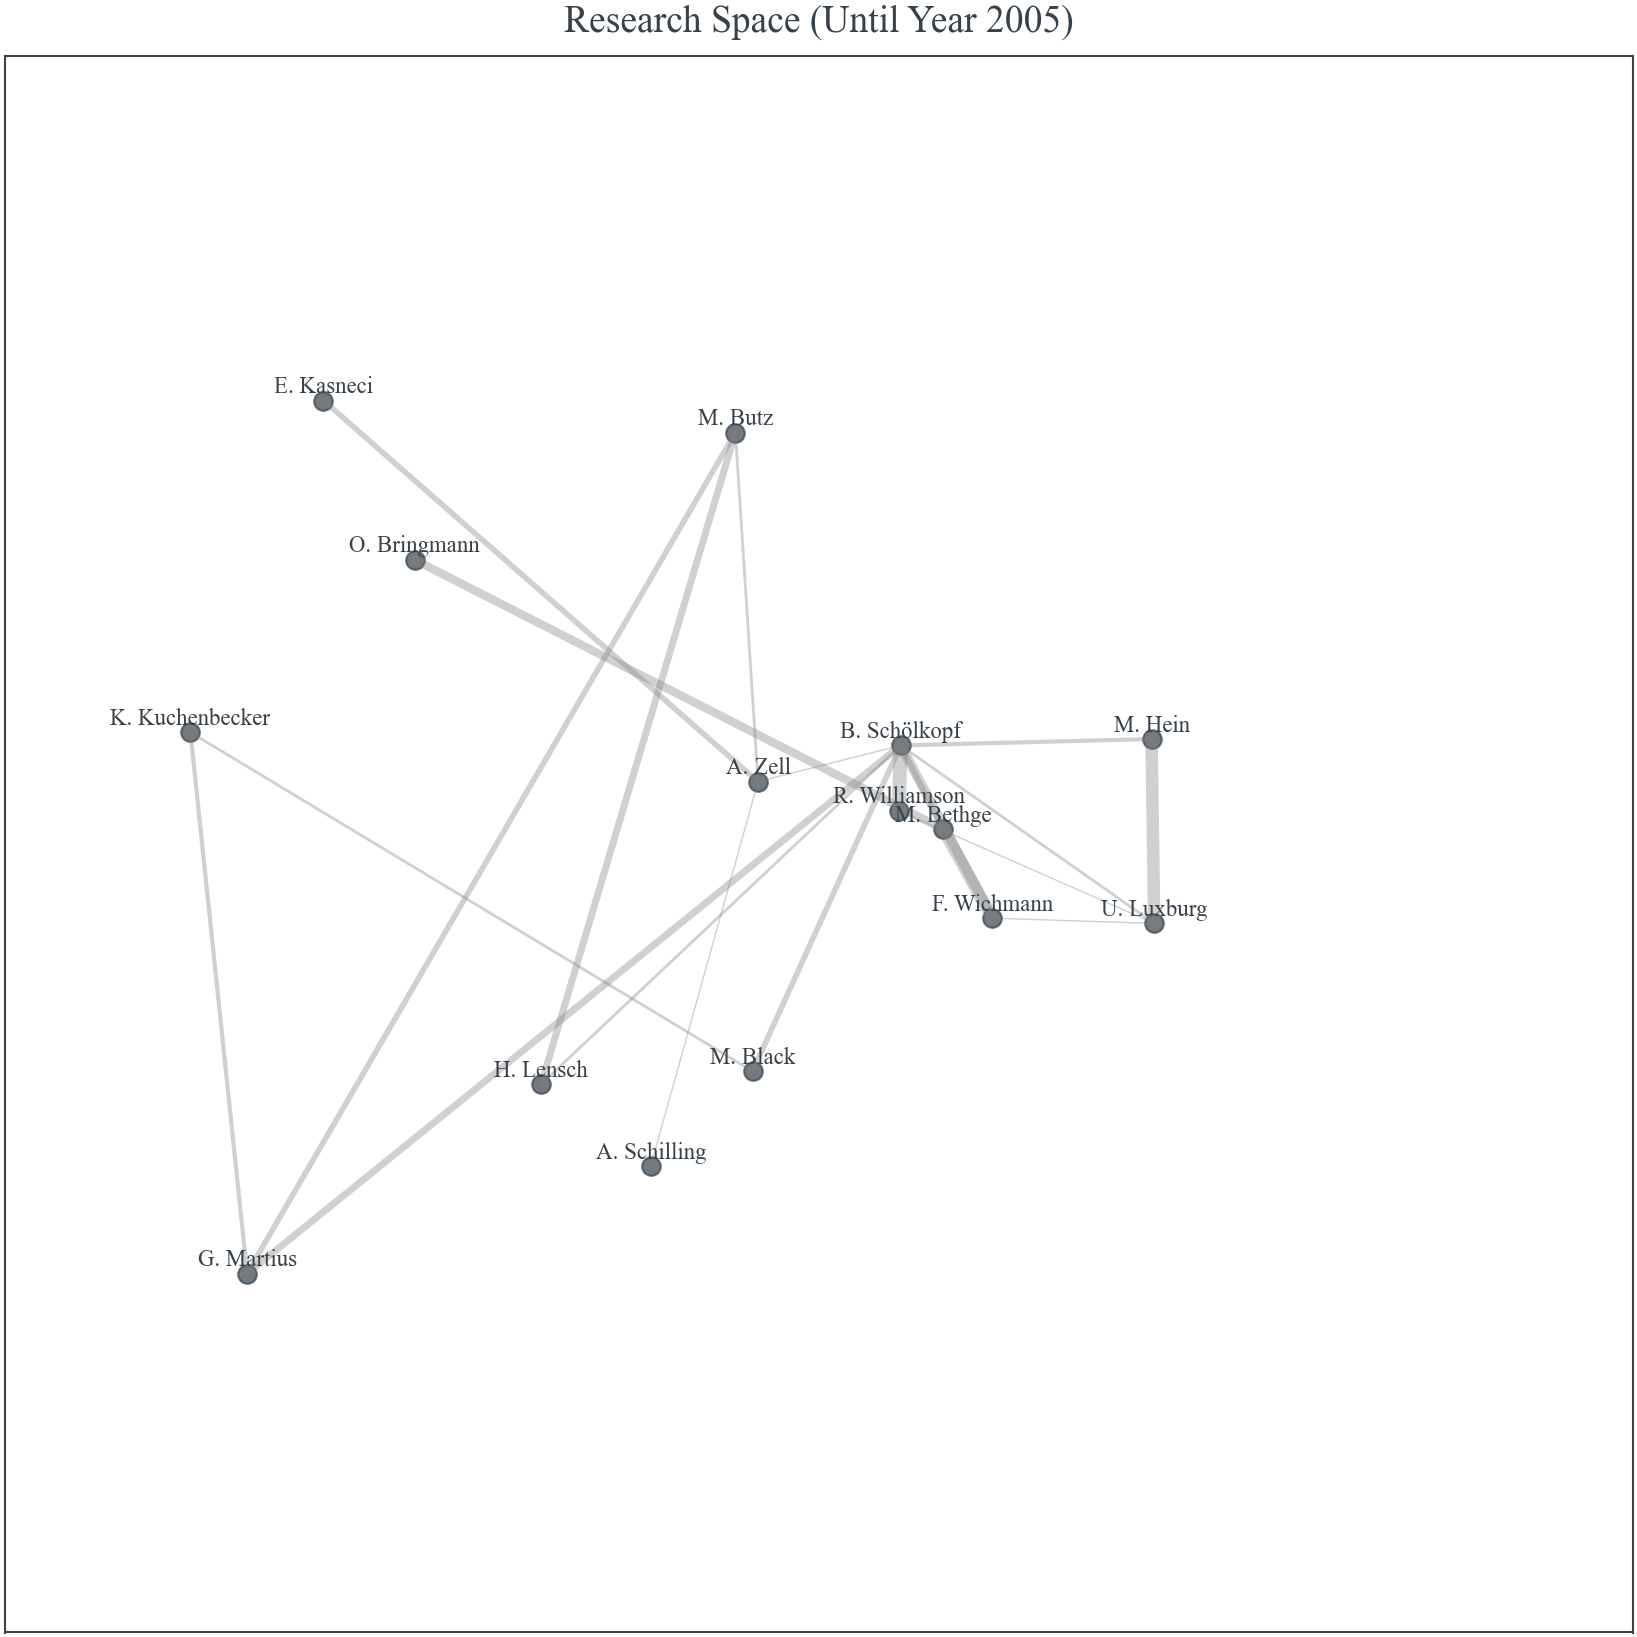 Research Space (Until Year 2005)
E. Kasneci
M. Butz
O. Bringmann
K. Kuchenbecker
B. Schölkopf
M. Hein
A. Zell
R. Williamson
M. Bethge
F. Wichmann
U. Luxburg
M. Black
H. Lensch
A. Schilling
G. Martius